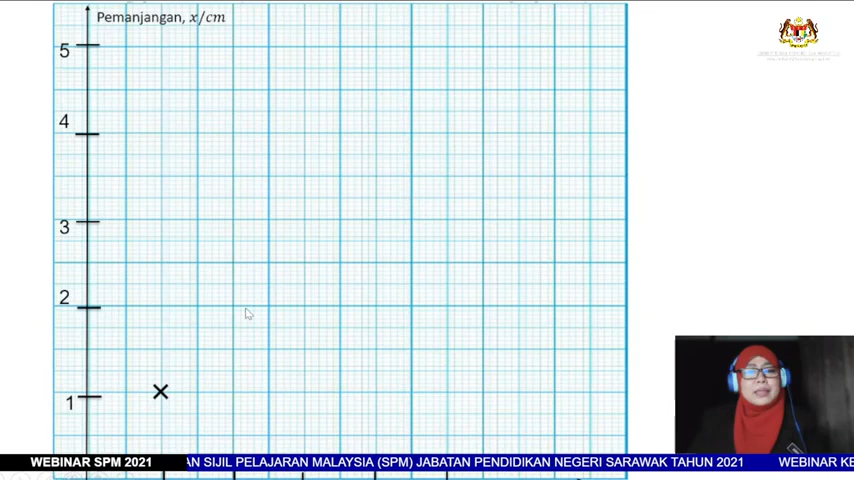 Pemanjangan, x/cm
5
4
3
2
1
WEBINAR SPM 2021
AN SIJIL PELAJARAN MALAYSIA (SPM) JABATAN PENDIDIKAN NEGERI SARAWAK TAHUN 2021 WEBINAR KE